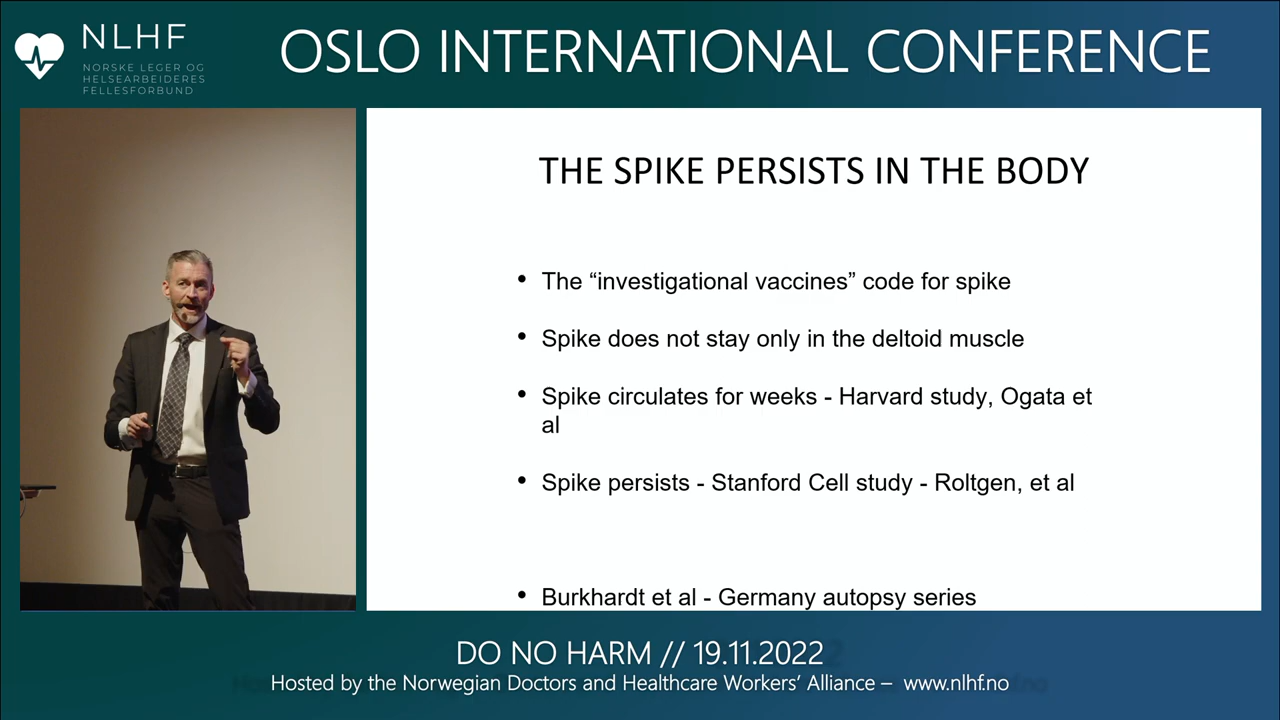 NLHF
NORSKE LEGER OG
HELSEARBEIDERES
FELLESFORBUND
OSLO INTERNATIONAL CONFERENCE
THE SPIKE PERSISTS IN THE BODY
• The “investigational vaccines” code for spike
• Spike does not stay only in the deltoid muscle
• Spike circulates for weeks - Harvard study, Ogata et
al
• Spike persists - Stanford Cell study - Roltgen, et al
• Burkhardt et al - Germany autopsy series
DO NO HARM // 19.11.2022
Hosted by the Norwegian Doctors and Healthcare Workers’ Alliance – www.nlhf.no